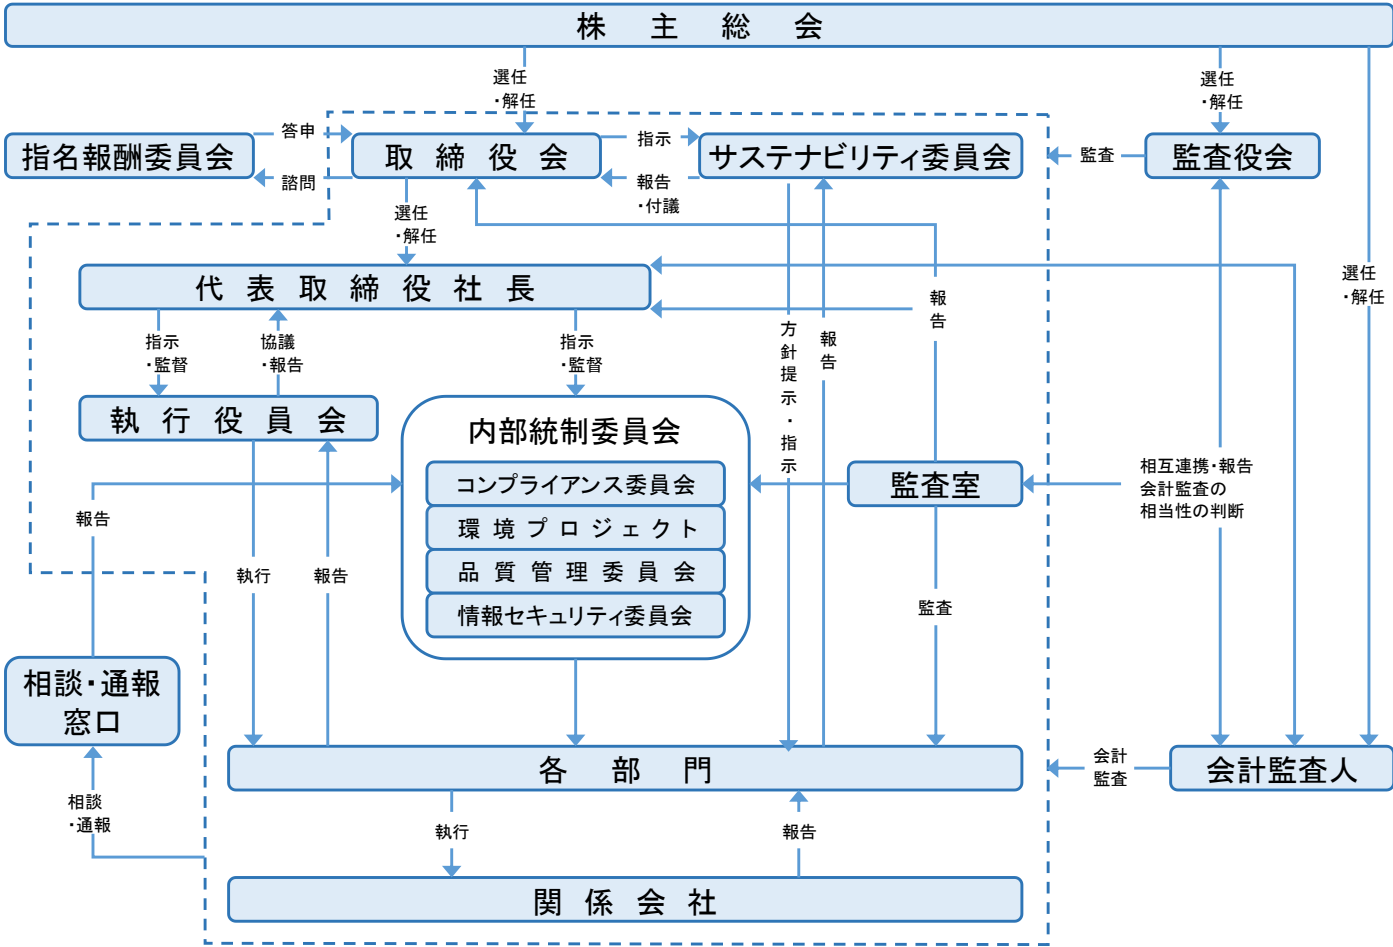 株主総会
選任
・解任
選任
・解任
指名報酬委員会
答申
諮問
取締役会
指示
報告
・付議
サステナビリティ委員会
監査
監査役会
選任
・解任
選任
・解任
代表取締役社長
報告
指示
・監督
協議
・報告
指示
・監督
方針提示・指示
報告
執行役員会
内部統制委員会
コンプライアンス委員会
環境プロジェクト
品質管理委員会
情報セキュリティ委員会
監査室
相互連携・報告
会計監査の
相当性の判断
報告
執行
報告
監査
相談・通報
窓口
各部門
会計
監査
会計監査人
相談
・通報
執行
報告
関係会社